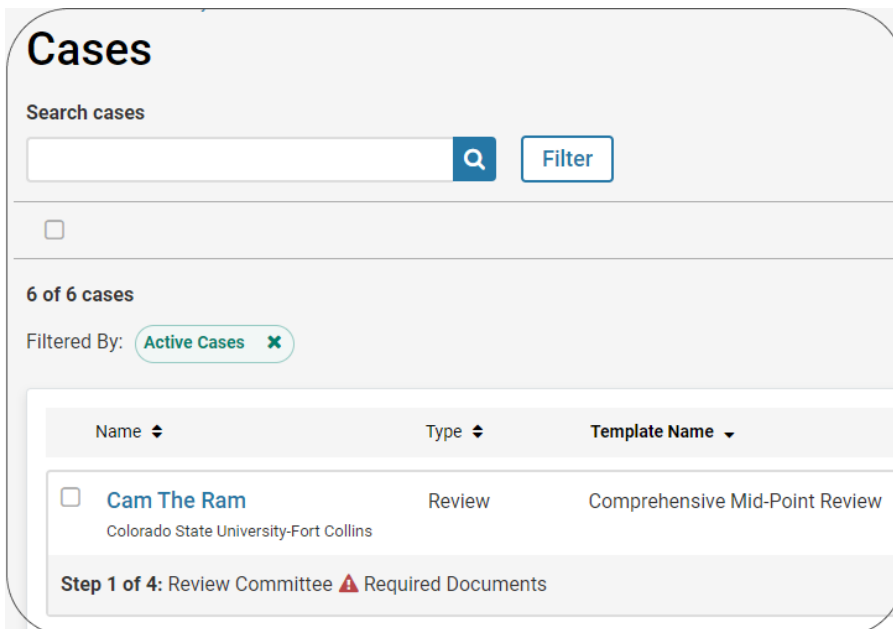 Cases
Search cases
Filter
6 of 6 cases
Filtered By: Active Cases
Name Type Template Name
Cam The Ram Review Comprehensive Mid-Point Review
Colorado State University-Fort Collins
Step 1 of 4: Review Committee Required Documents